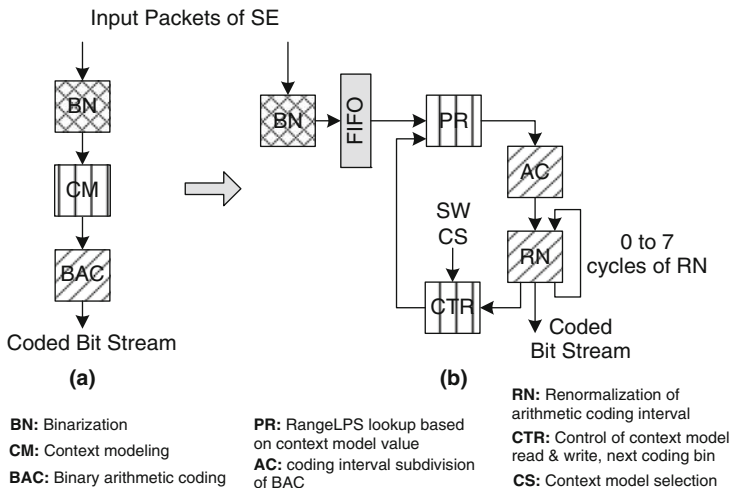 Input Packets of SE
BN
CM
BAC
Coded Bit Stream
(a)
BN
FIFO
PR
AC
RN
0 to 7
cycles of RN
SW
CS
CTR
Coded
Bit Stream
(b)
BN: Binarization
CM: Context modeling
BAC: Binary arithmetic coding
PR: RangeLPS lookup based
on context model value
AC: coding interval subdivision
of BAC
RN: Renormalization of
arithmetic coding interval
CTR: Control of context model
read & write, next coding bin
CS: Context model selection